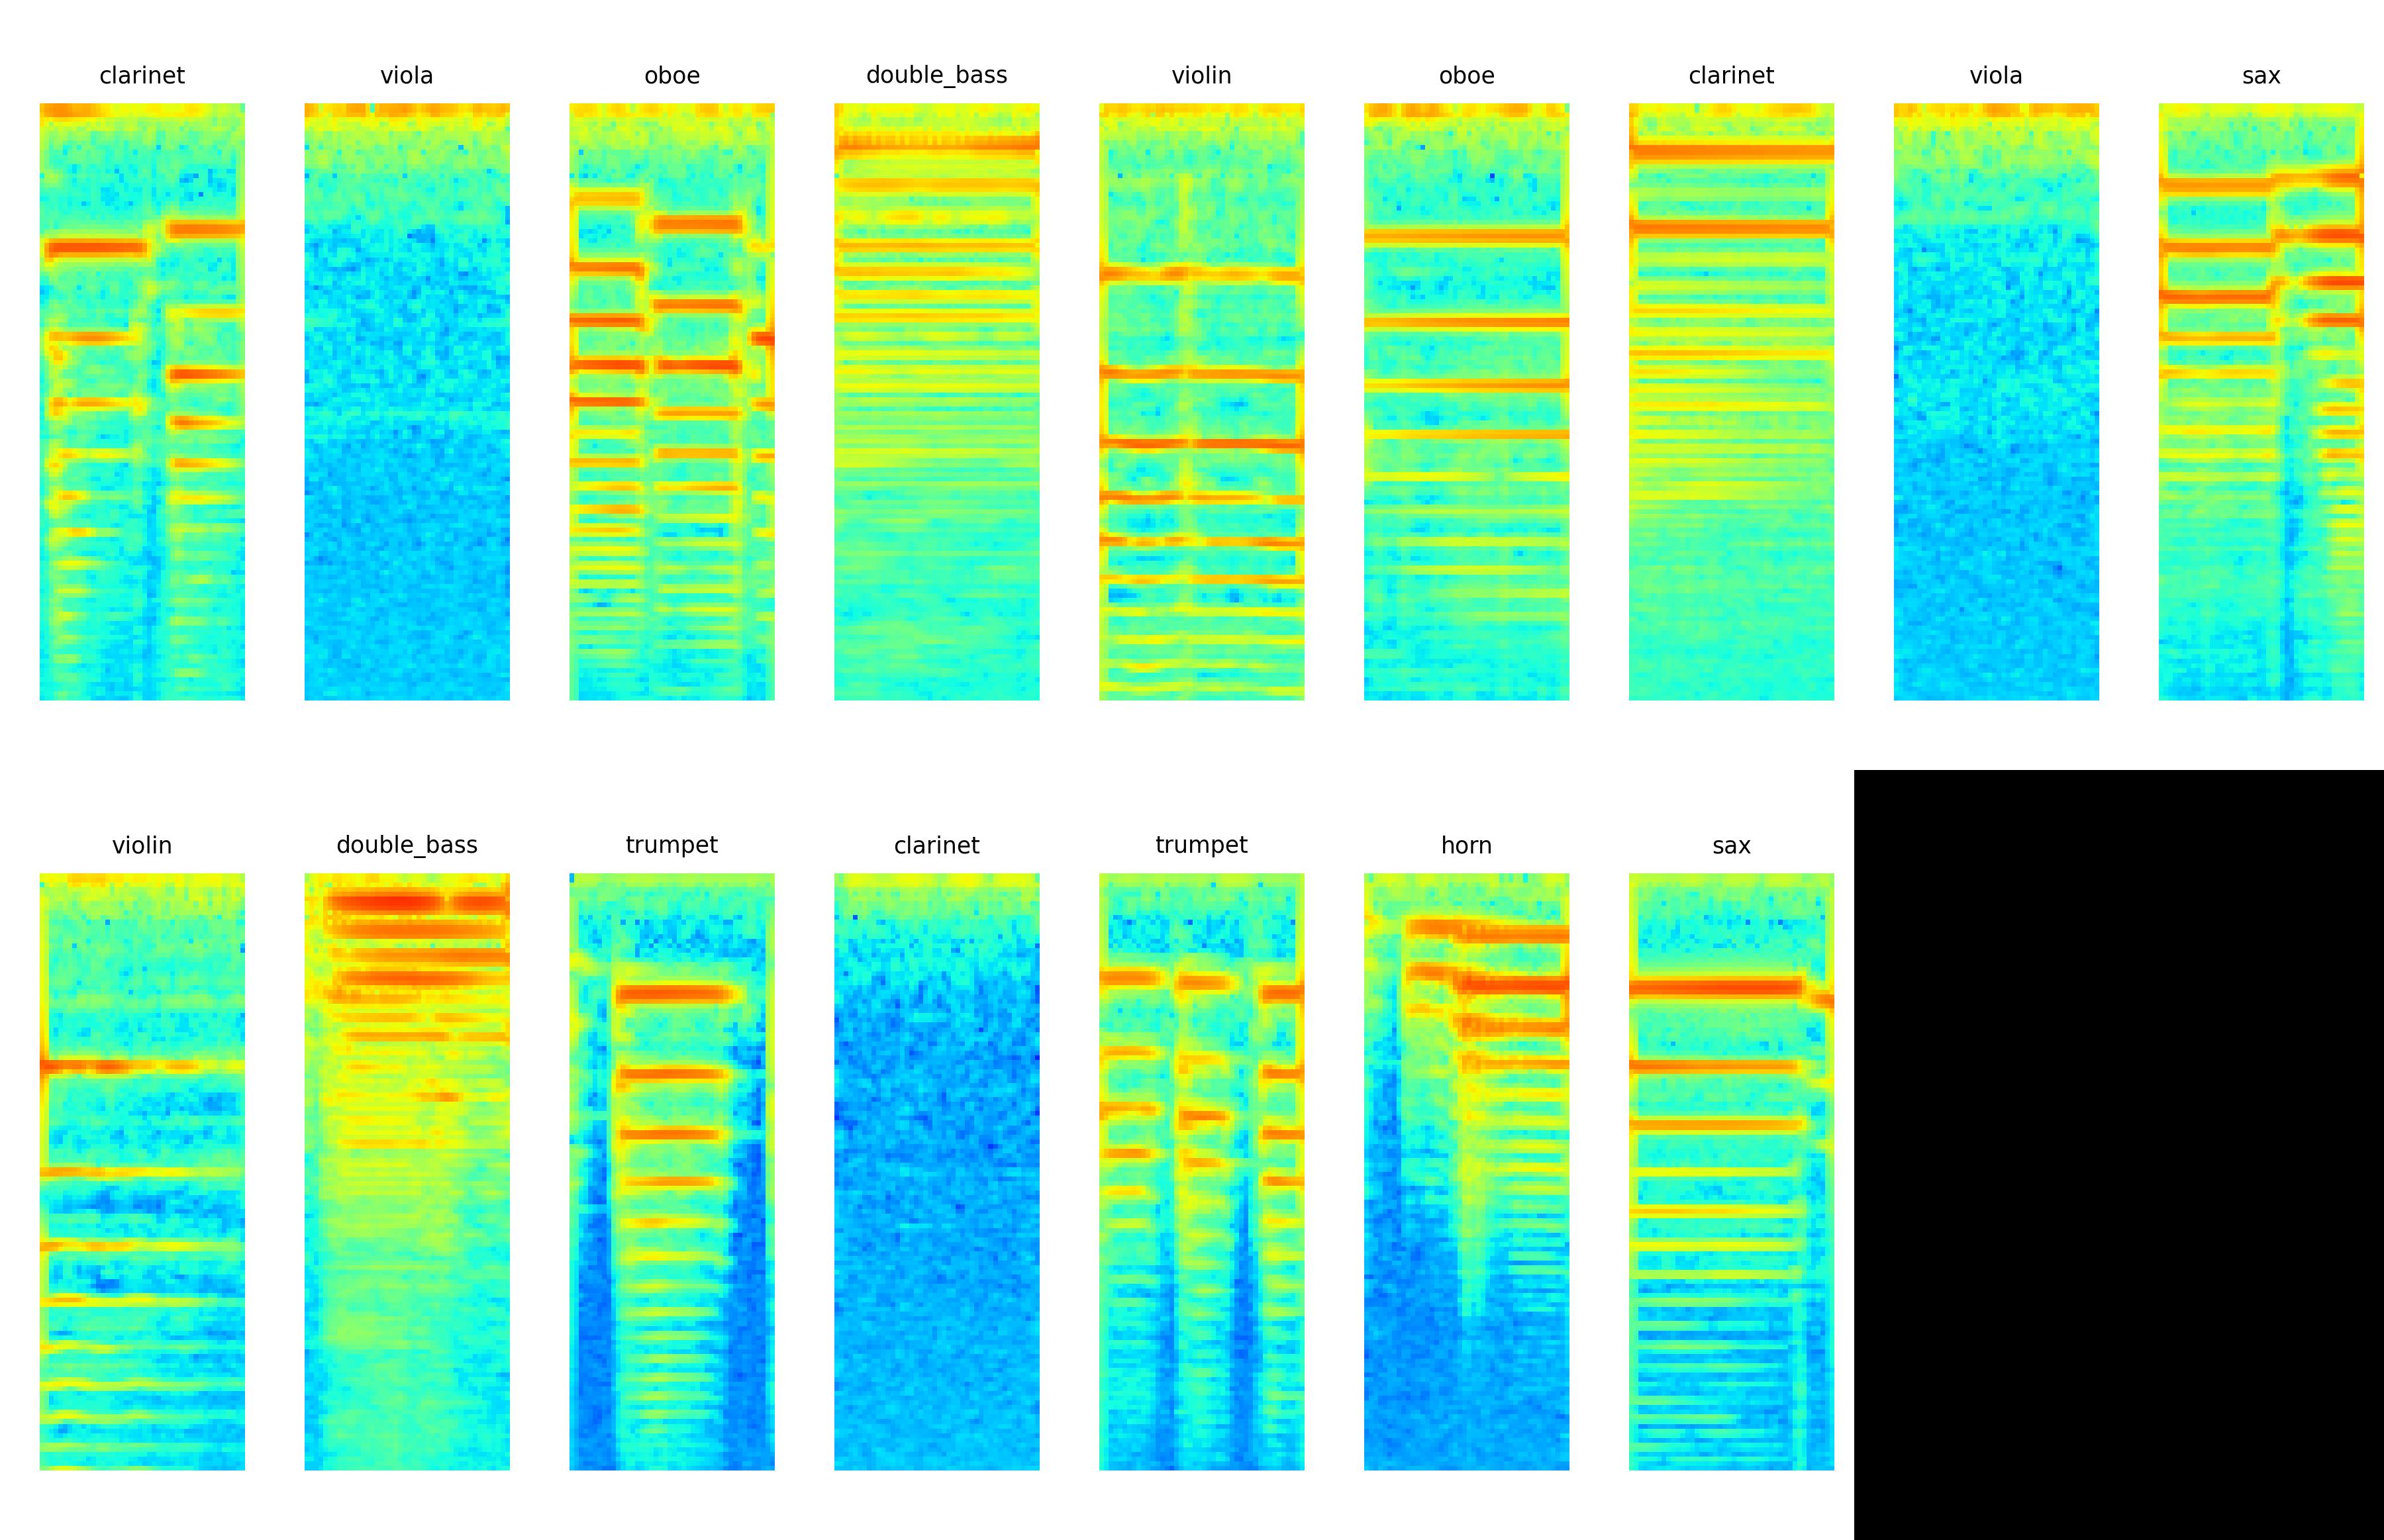 clarinet viola oboe double_bass violin oboe clarinet viola sax
violin double_bass trumpet clarinet trumpet horn sax